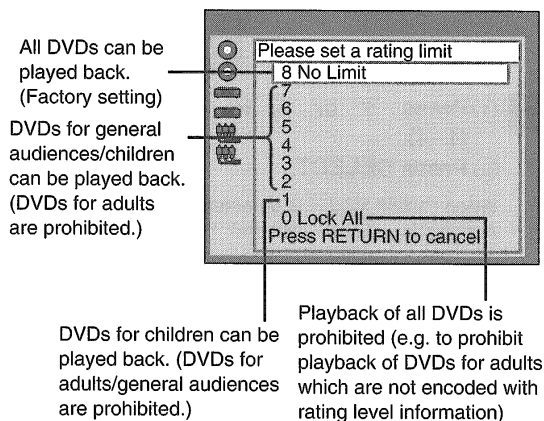 All DVDs can be
played back.
(Factory setting)
DVDs for general
audiences/children
can be played back.
(DVDs for adults
are prohibited.)
Please set a rating limit
8 No Limit
7
6
5
4
3
2
1
0 Lock All
Press RETURN to cancel
DVDs for children can be
played back. (DVDs for
adults/general audiences
are prohibited.)
Playback of all DVDs is
prohibited (e.g. to prohibit
playback of DVDs for adults
which are not encoded with
rating level information)